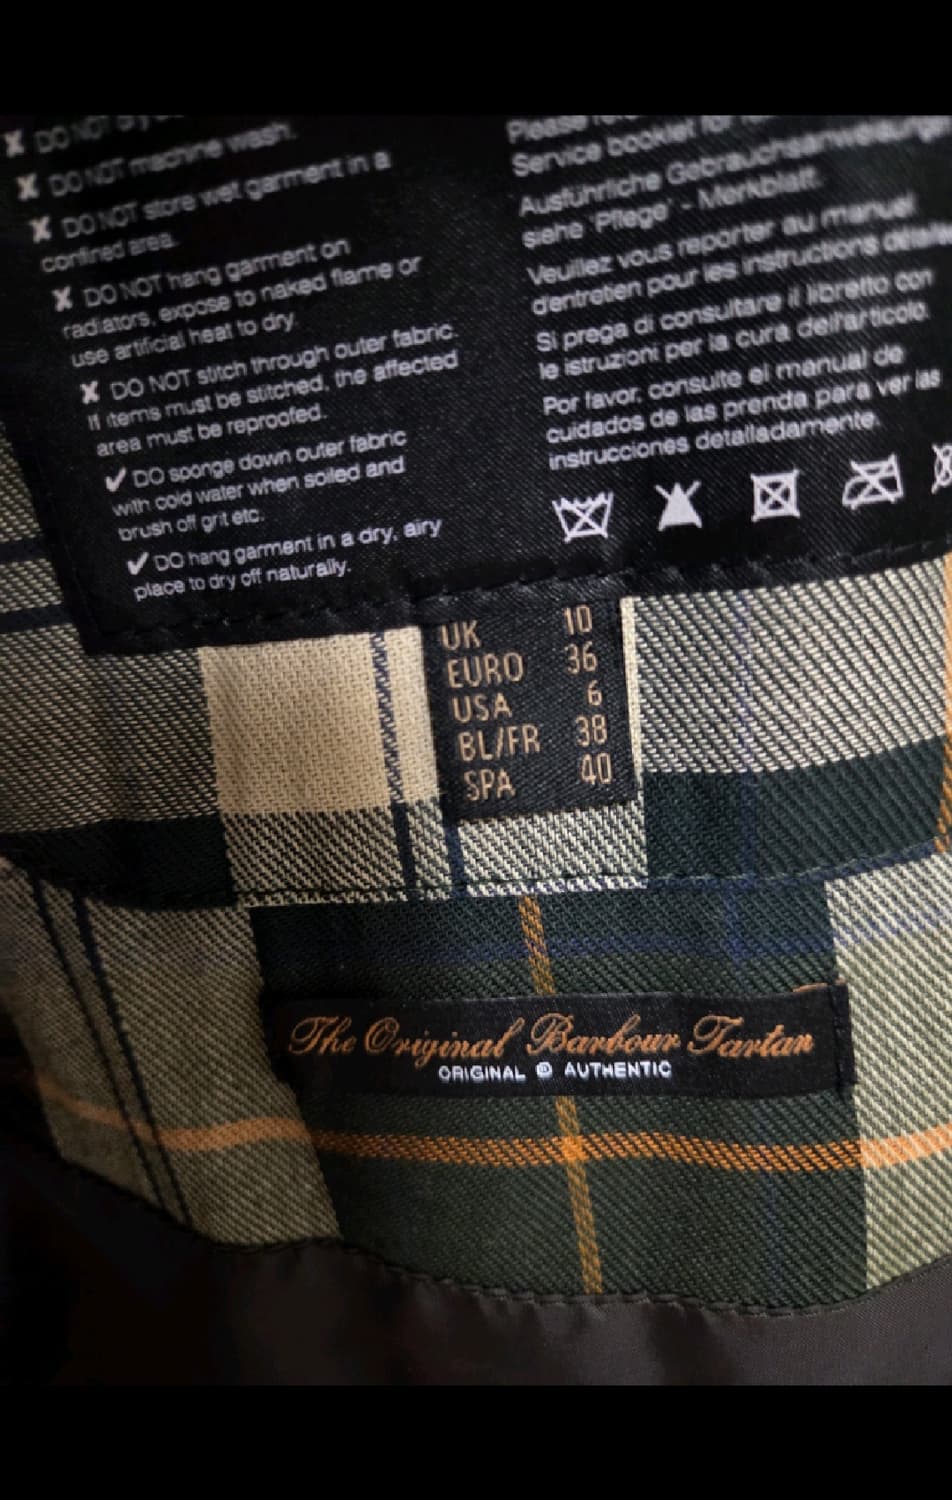 X DO NOT
X DO NOT machine wash.
X DO NOT store wet garment in a
confined area.
X DO NOT hang garment on
radiators, expose to naked flame or
use artificial heat to dry.
X DO NOT stitch through outer fabric.
If items must be stitched, the affected
area must be reproofed.
✓ DO sponge down outer fabric
with cold water when soiled and
brush off grit etc.
✓ DO hang garment in a dry, airy
place to dry off naturally.
Please
Service booklet for
Ausführliche Gebrauchsanweisung
siehe 'Pflege' - Merkblatt.
Veuillez vous reporter au manuel
d'entretien pour les instructions
Si prega di consultare il libretto con
le istruzioni per la cura dell'articolo.
Por favor, consulte el manual de
cuidados de las prenda para ver las
instrucciones detalladamente.
UK 10
EURO 36
USA 6
BL/FR 38
SPA 40
The Original Barbour Tartan
ORIGINAL © AUTHENTIC